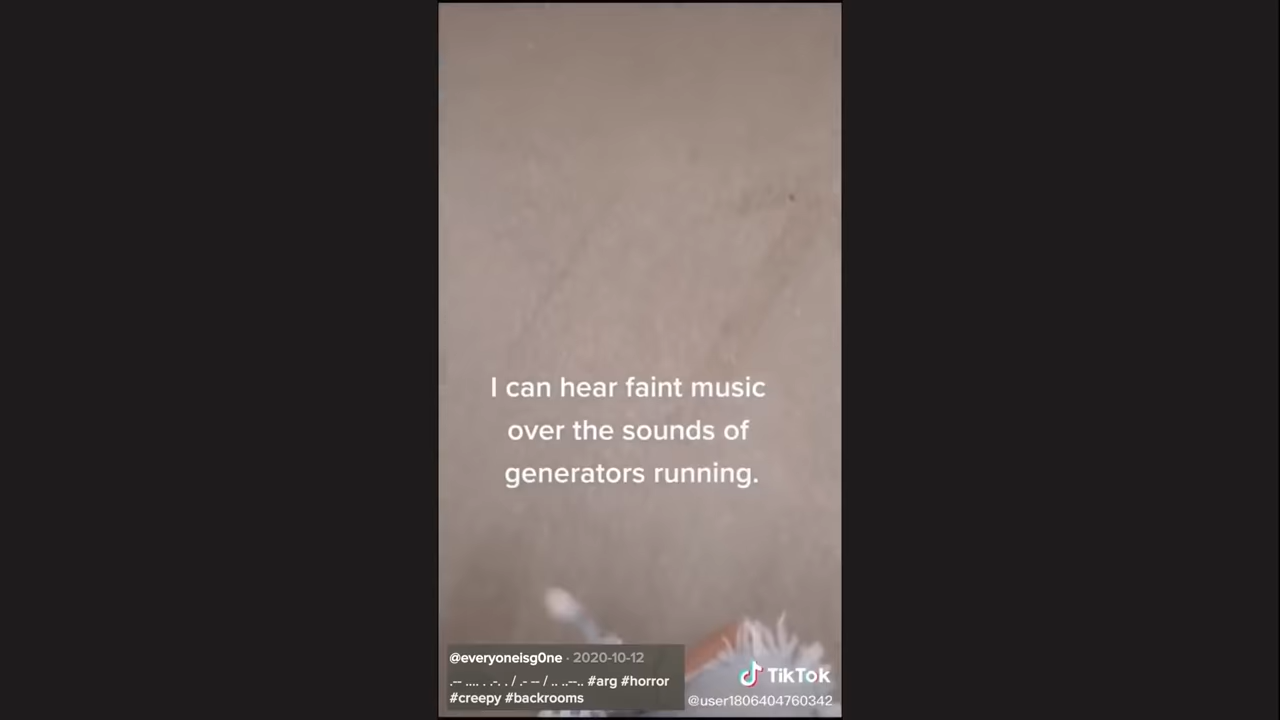 I can hear faint music
over the sounds of
generators running.
@everyoneisg0ne · 2020-10-12
.-- .... . .-. . / .- -- / .. ..--.. #arg #horror
#creepy #backrooms
TikTok
@user1806404760342